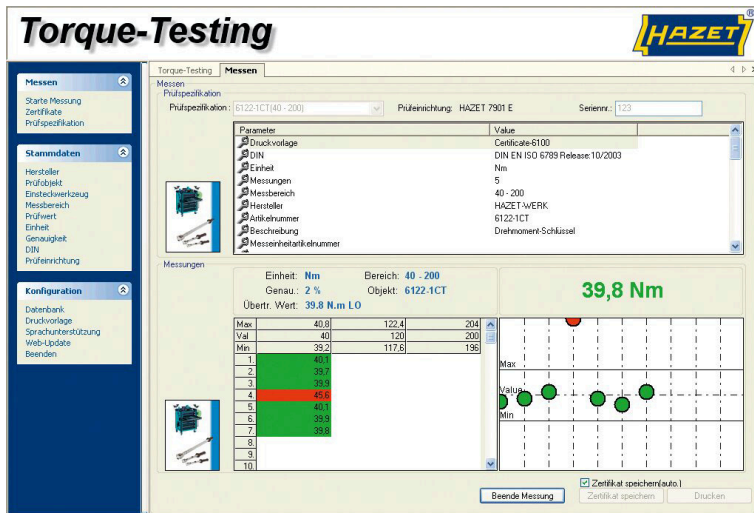 Torque-Testing
HAZET
®
Torque-Testing Messen
Messen
Starte Messung
Zertifikate
Prüfspezifikation
Stammdaten
Hersteller
Prüfobjekt
Einsteckwerkzeug
Messbereich
Prüfwert
Einheit
Genauigkeit
DIN
Prüfeinrichtung
Konfiguration
Datenbank
Druckvorlage
Sprachunterstützung
Web-Update
Beenden
Messen
Prüfspezifikation
Prüfspezifikation: 6122-1CT(40 - 200) Prüfeinrichtung: HAZET 7901 E Seriennr.: 123
Parameter Value
Druckvorlage Certificate-6100
DIN DIN EN ISO 6789 Release:10/2003
Einheit Nm
Messungen 5
Messbereich 40 - 200
Hersteller HAZET-WERK
Artikelnummer 6122-1CT
Beschreibung Drehmoment-Schlüssel
Messeinheitartikelnummer
Messungen
Einheit: Nm Bereich: 40 - 200
Genau.: 2 % Objekt: 6122-1CT
Übertr. Wert: 39.8 N.m LO
39,8 Nm
Max 40,8 122,4 204
Val 40 120 200
Min 39,2 117,6 196
1. 40,1
2. 39,7
3. 39,9
4. 45,6
5. 40,1
6. 39,9
7. 39,8
8.
9.
10.
Max
Value
Min
Zertifikat speichern(auto.)
Beende Messung Zertifikat speichern Drucken